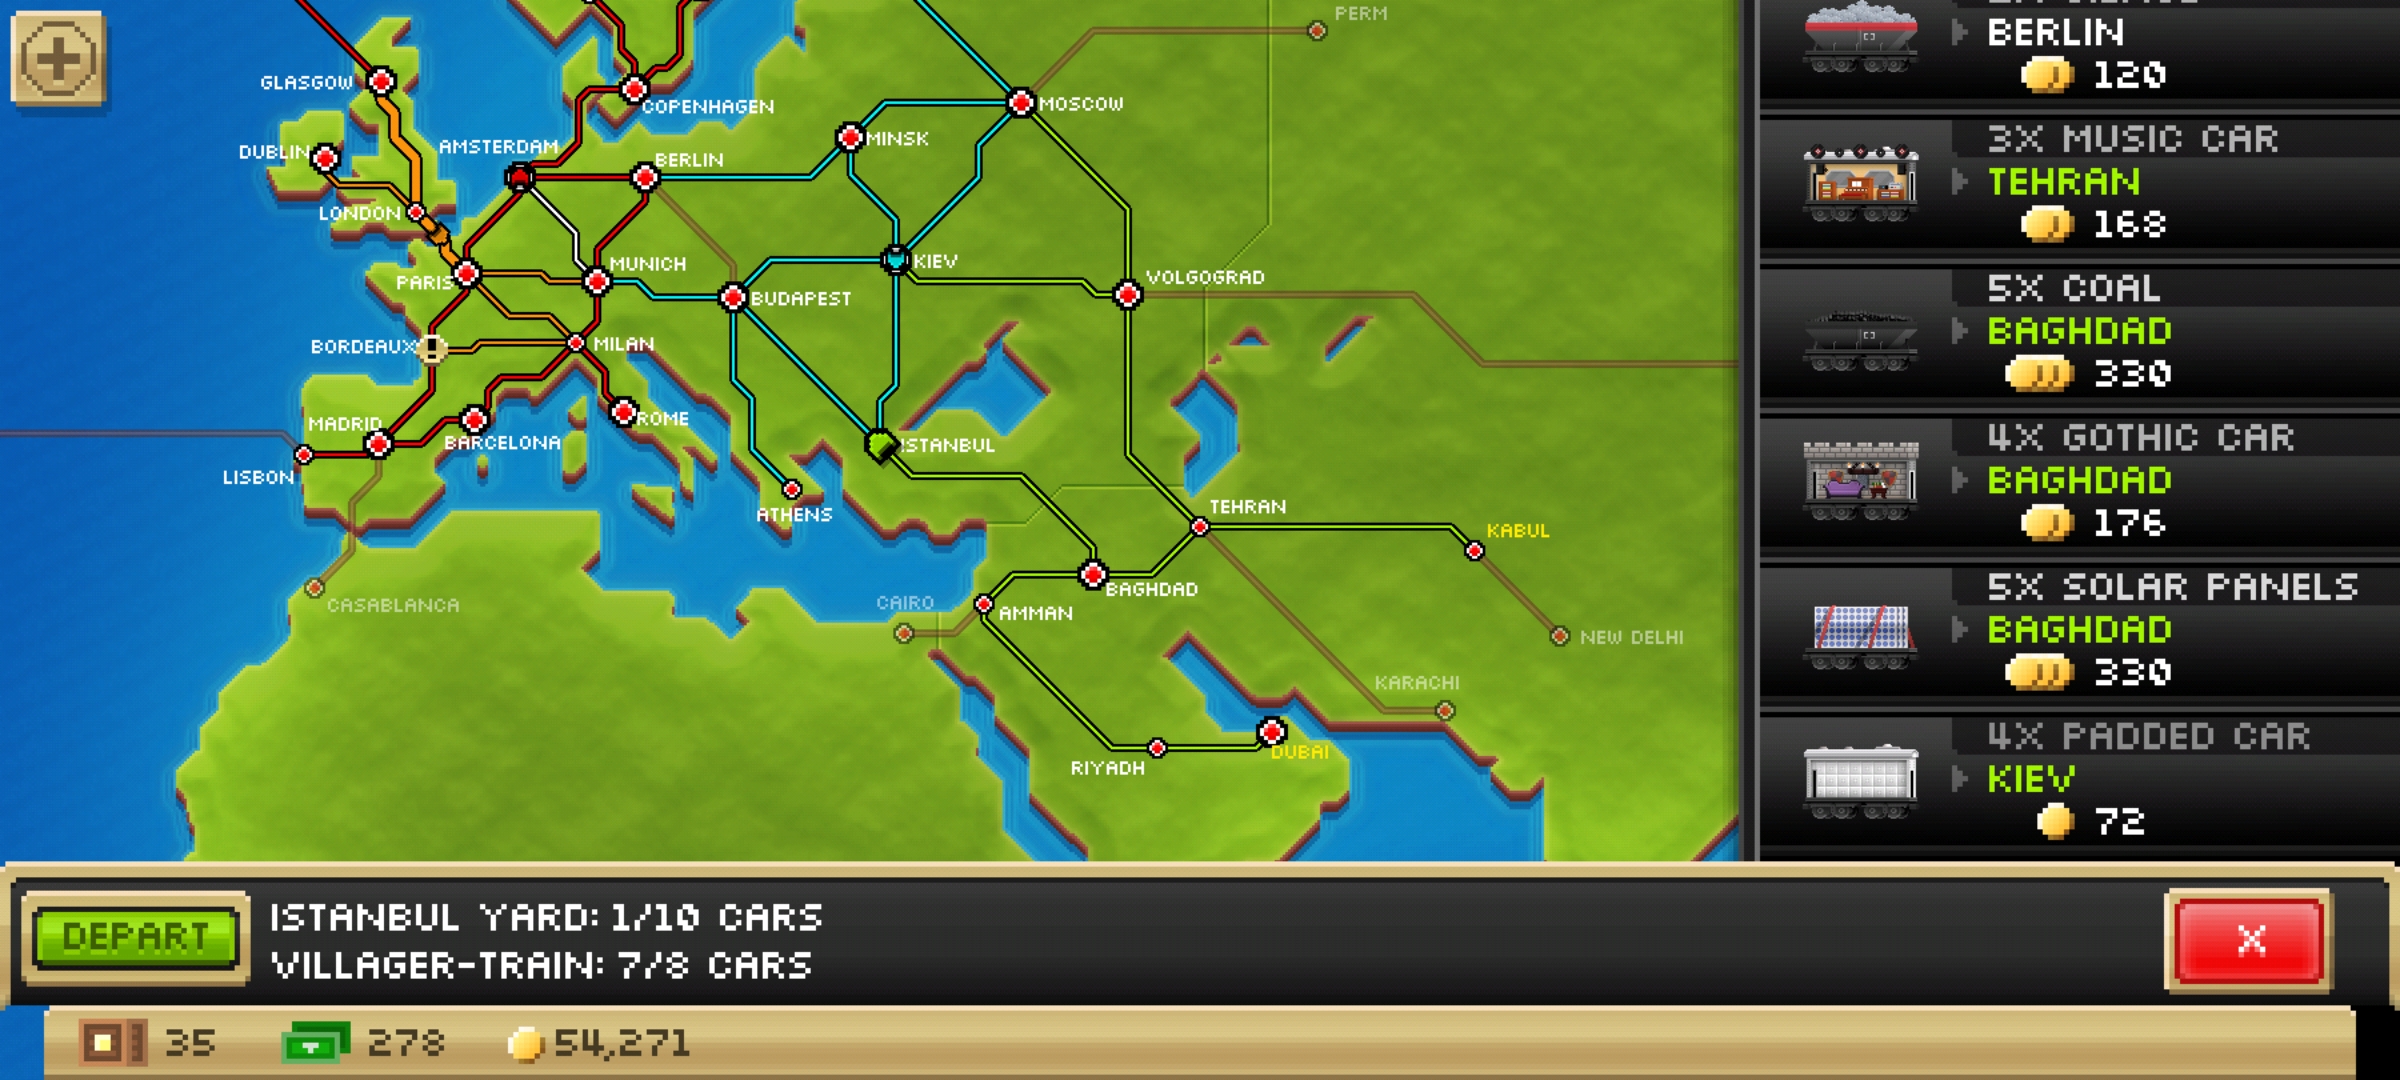 PERM
GLASGOW
COPENHAGEN
MOSCOW
DUBLIN
AMSTERDAM
BERLIN
MINSK
LONDON
PARIS
MUNICH
BUDAPEST
KIEV
VOLGOGRAD
BORDEAUX
MILAN
MADRID
BARCELONA
ROME
ISTANBUL
LISBON
ATHENS
TEHRAN
KABUL
CASABLANCA
CAIRO
AMMAN
BAGHDAD
NEW DELHI
KARACHI
RIYADH
DUBAI
BERLIN
120
3X MUSIC CAR
TEHRAN
168
5X COAL
BAGHDAD
330
4X GOTHIC CAR
BAGHDAD
176
5X SOLAR PANELS
BAGHDAD
330
4X PADDED CAR
KIEV
72
DEPART
ISTANBUL YARD: 1/10 CARS
VILLAGER-TRAIN: 7/8 CARS
X
35
278
54,271